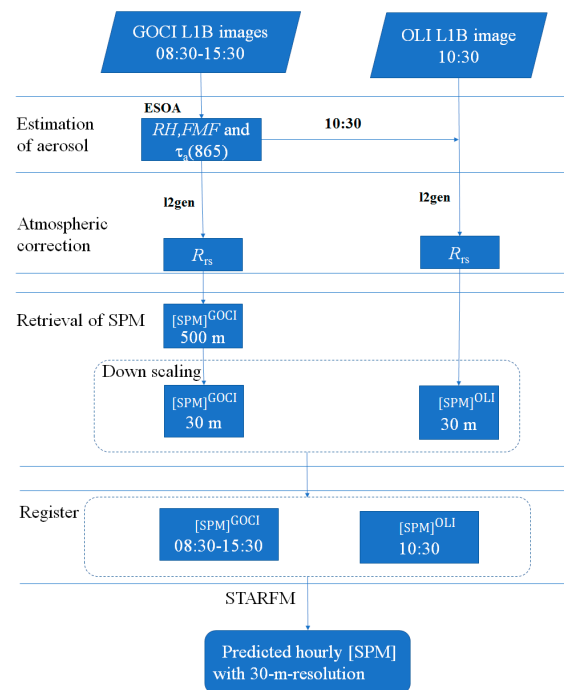 GOCI L1B images
08:30-15:30
OLI L1B image
10:30
ESOA
Estimation
of aerosol
RH,FMF and
τa(865)
10:30
l2gen
l2gen
Atmospheric
correction
Rrs
Rrs
Retrieval of SPM
[SPM]GOCI
500 m
Down scaling
[SPM]GOCI
30 m
[SPM]OLI
30 m
Register
[SPM]GOCI
08:30-15:30
[SPM]OLI
10:30
STARFM
Predicted hourly [SPM]
with 30-m-resolution